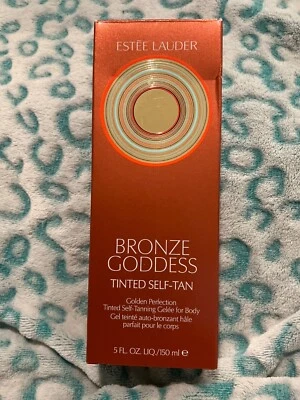 ESTĒE LAUDER
BRONZE
GODDESS
TINTED SELF-TAN
Golden Perfection
Tinted Self-Tanning Gelée for Body
Gel teinté auto-bronzant hâle
parfait pour le corps
5 FL. OZ. LIQ./150 ml e